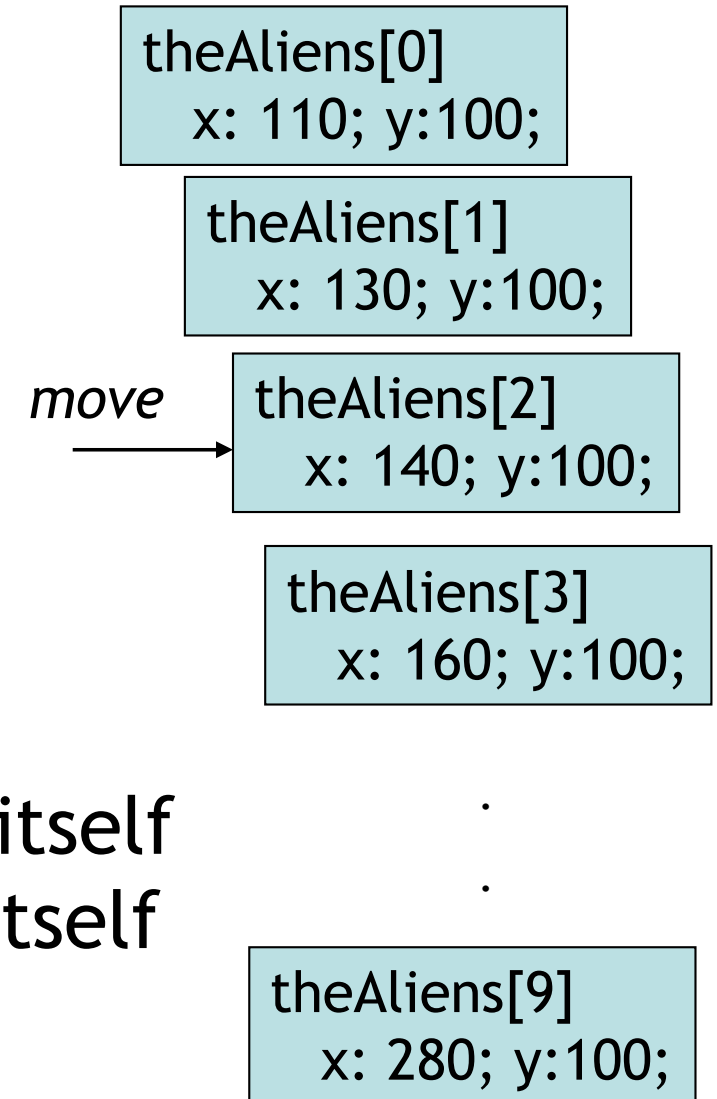 theAliens[0]
x: 110; y:100;
theAliens[1]
x: 130; y:100;
move
theAliens[2]
x: 140; y:100;
theAliens[3]
x: 160; y:100;
.
itself
.
tself
theAliens[9]
x: 280; y:100;